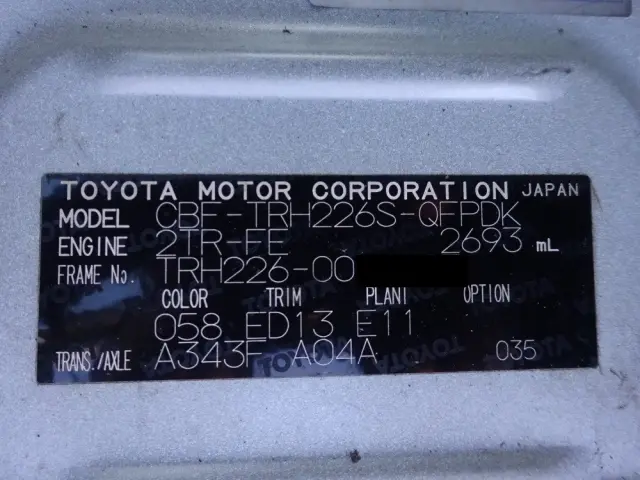 TOYOTA MOTOR CORPORATION JAPAN
MODEL CBF-TRH226S-QFPDK
ENGINE 2TR-FE 2693 mL
FRAME No. TRH226-00
COLOR TRIM PLANT OPTION
058 ED13 E11
TRANS./AXLE A343F A04A 035